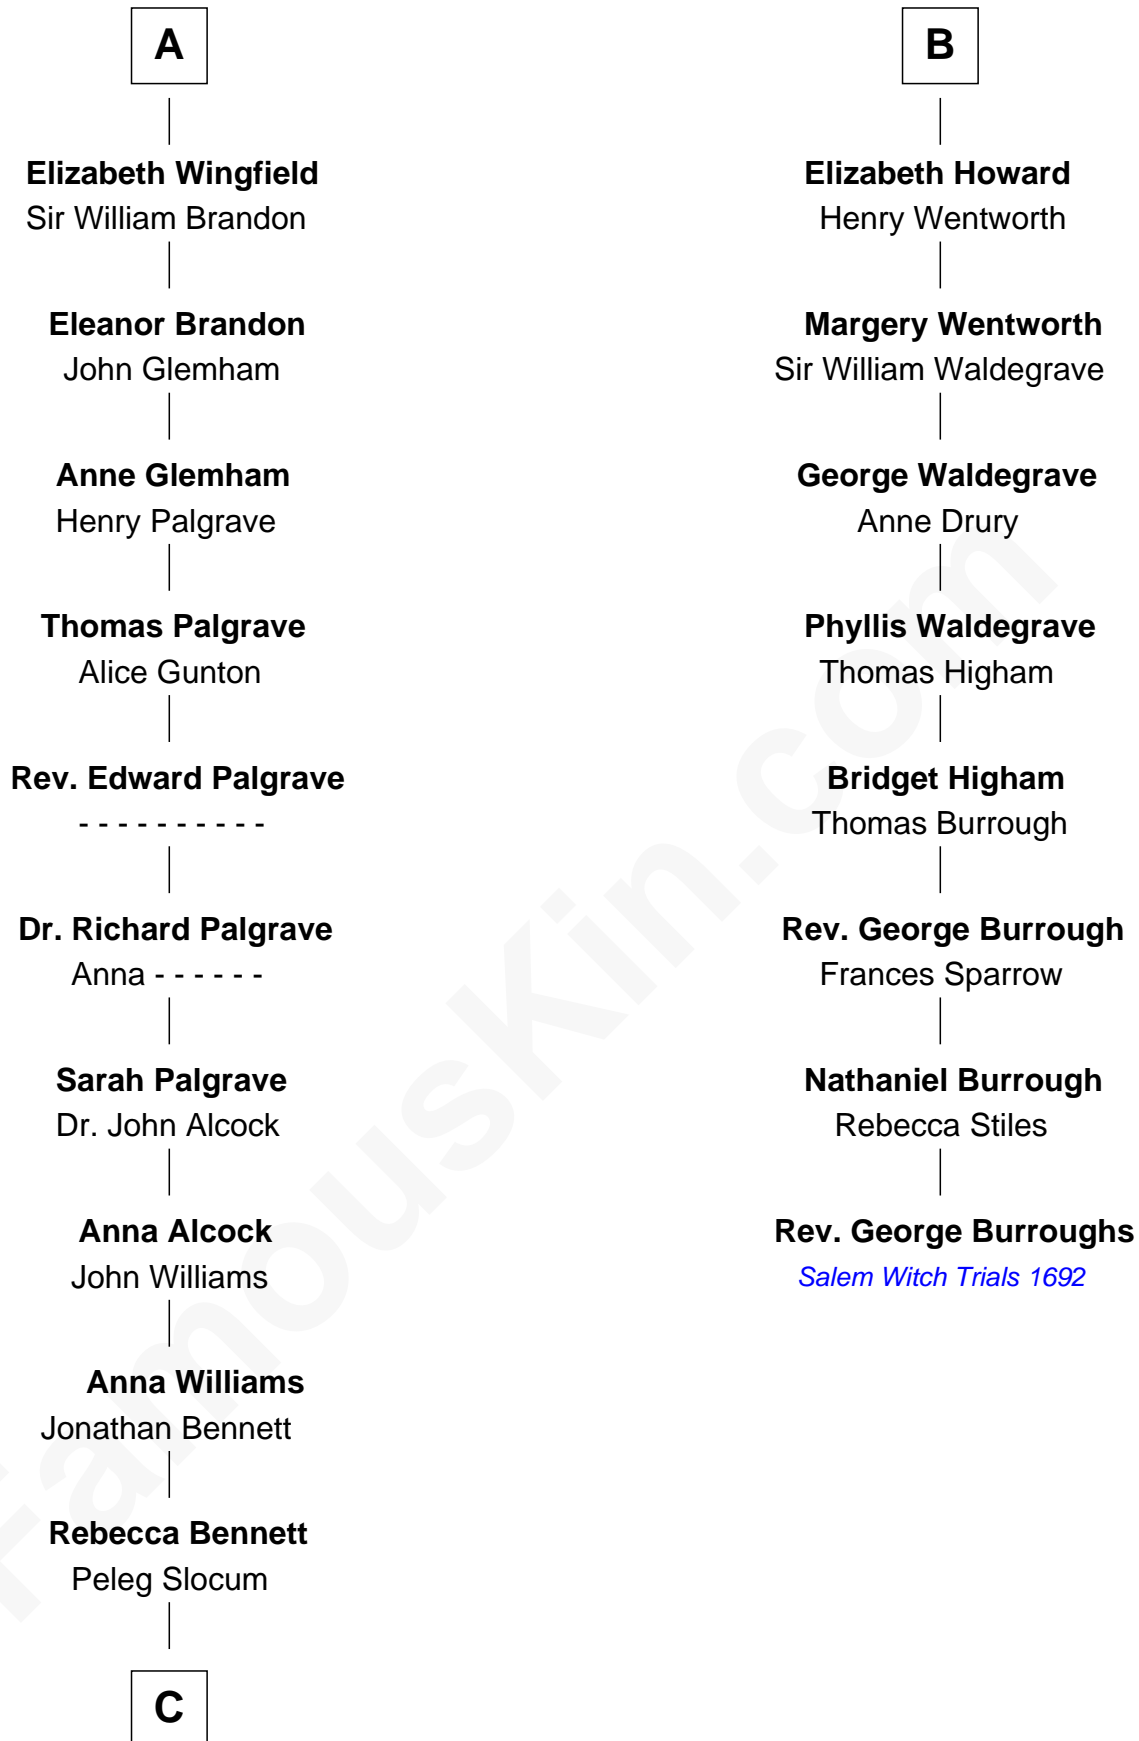 A
Elizabeth Wingfield
Sir William Brandon
Eleanor Brandon
John Glemham
Anne Glemham
Henry Palgrave
Thomas Palgrave
Alice Gunton
Rev. Edward Palgrave
- - - - - - - - - -
Dr. Richard Palgrave
Anna - - - - - -
Sarah Palgrave
Dr. John Alcock
Anna Alcock
John Williams
Anna Williams
Jonathan Bennett
Rebecca Bennett
Peleg Slocum
C
B
Elizabeth Howard
Henry Wentworth
Margery Wentworth
Sir William Waldegrave
George Waldegrave
Anne Drury
Phyllis Waldegrave
Thomas Higham
Bridget Higham
Thomas Burrough
Rev. George Burrough
Frances Sparrow
Nathaniel Burrough
Rebecca Stiles
Rev. George Burroughs
Salem Witch Trials 1692
FamousKin.com